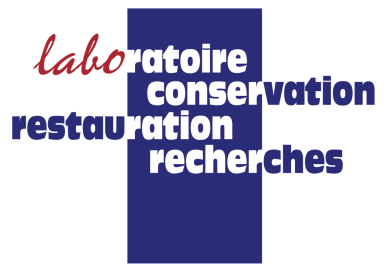 laboratoire
conservation
restauration
recherches